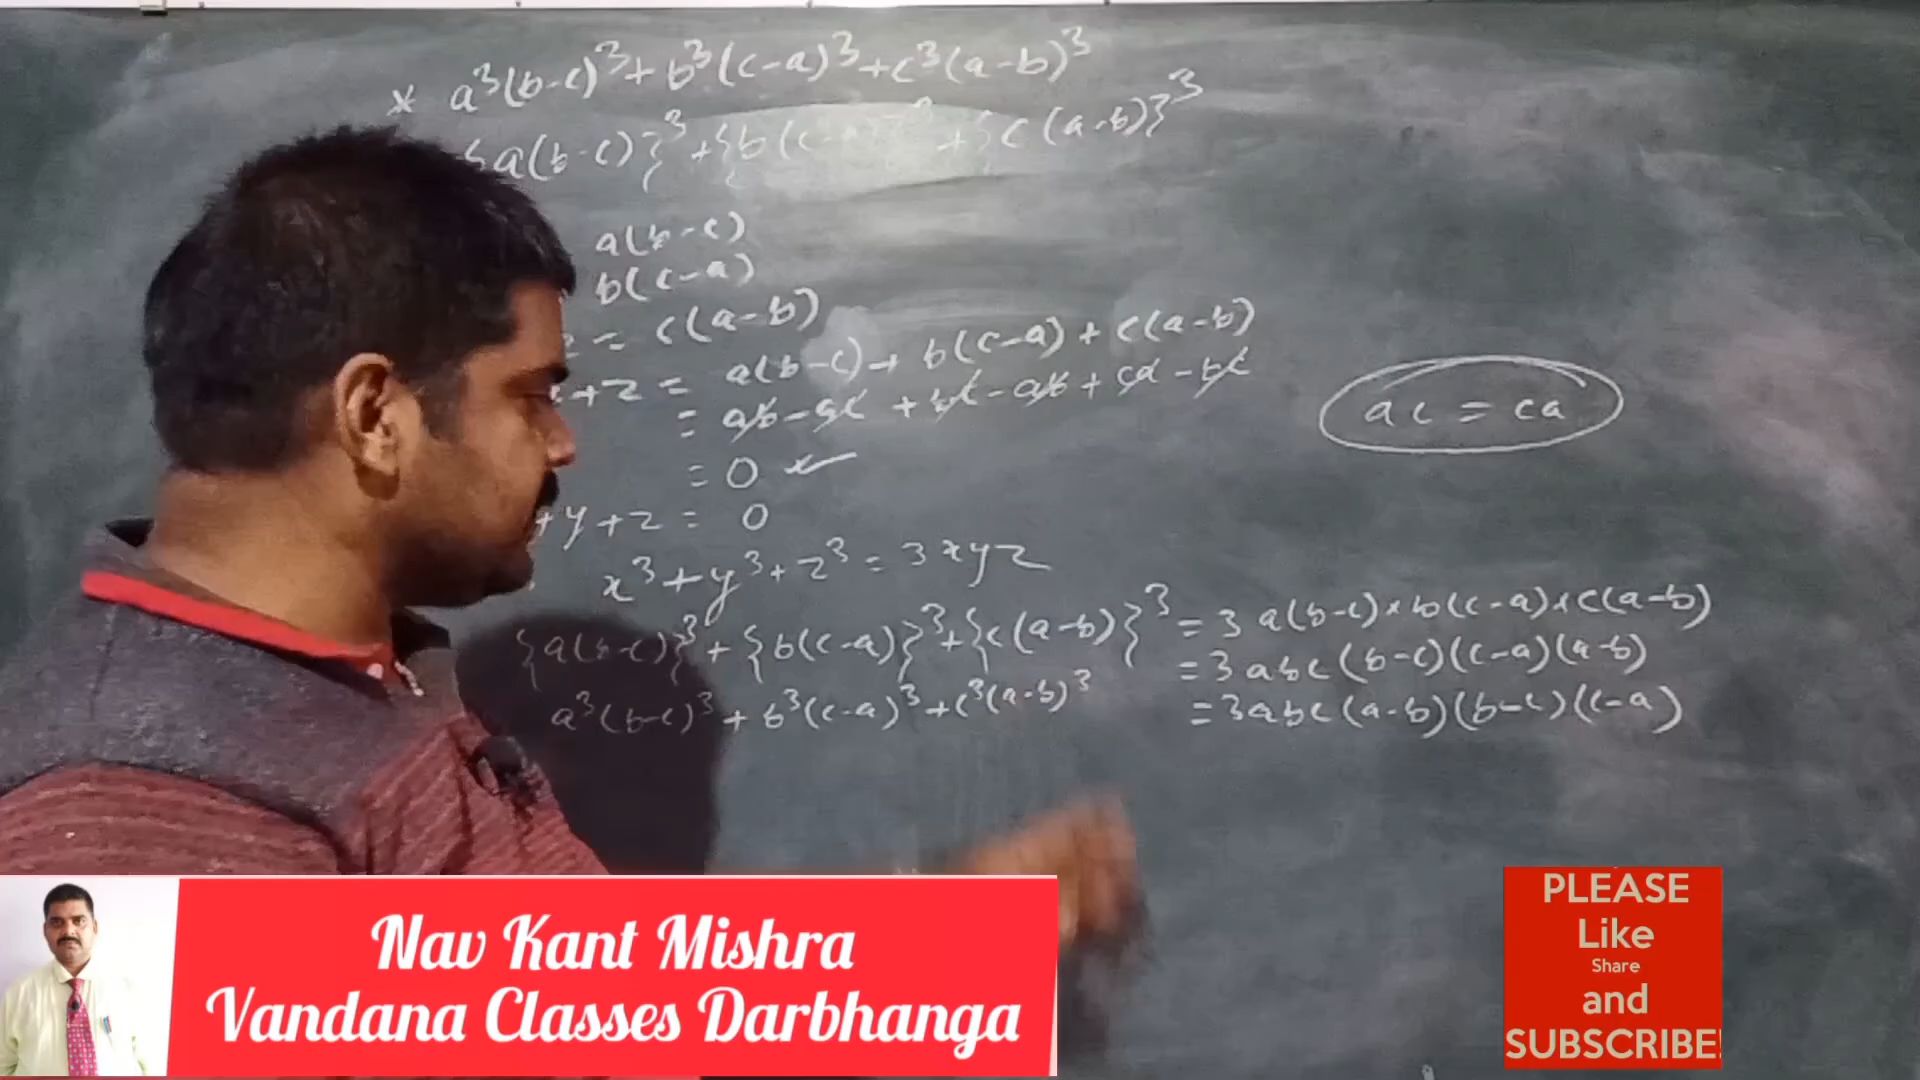 * a³(b-c)³+b³(c-a)³+c³(a-b)³
{a(b-c)}³+{b(c- }³+{c(a-b)}³
a(b-c)
b(c-a)
= c(a-b)
+z = a(b-c)+ b(c-a)+ c(a-b)
= ab-ac +bc-ab+ca-bc
= 0 ✓
+y+z = 0
x³+y³+z³=3xyz
{a(b-c)}³+{b(c-a)}³+{c(a-b)}³ = 3 a(b-c)×b(c-a)×c(a-b)
=3abc(b-c)(c-a)(a-b)
a³(b-c)³+b³(c-a)³+c³(a-b)³ =3abc(a-b)(b-c)(c-a)
ac = ca
Nav Kant Mishra
Vandana Classes Darbhanga
PLEASE
Like
Share
and
SUBSCRIBE!